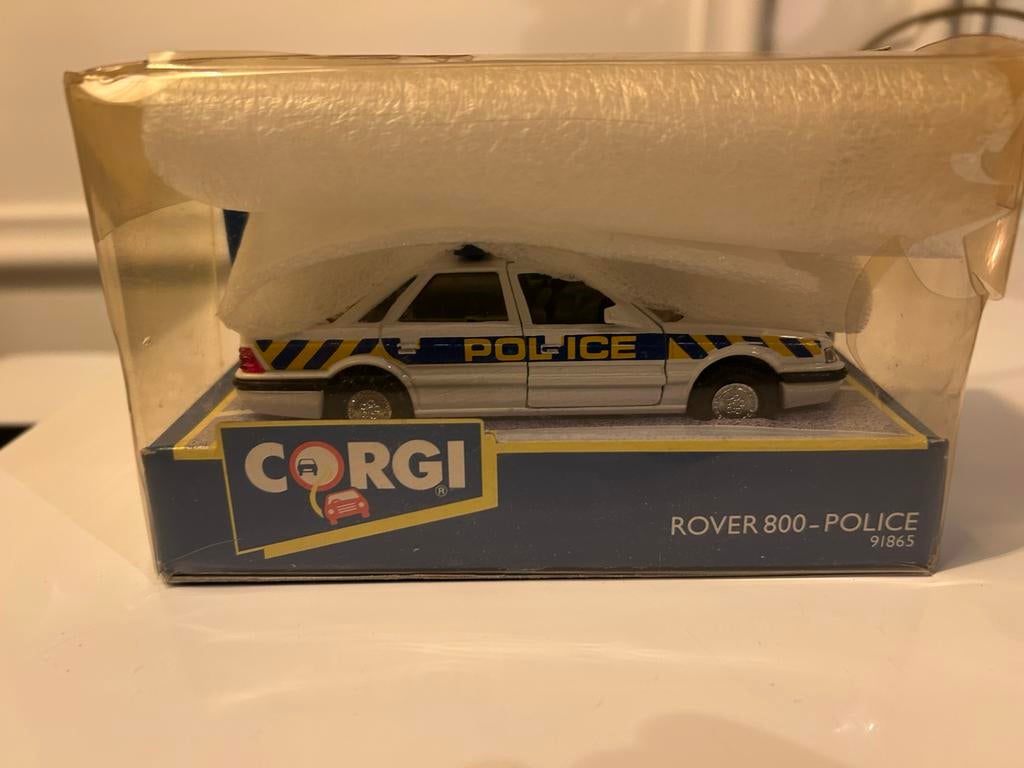 POLICE
CORGI
®
ROVER 800-POLICE
91865